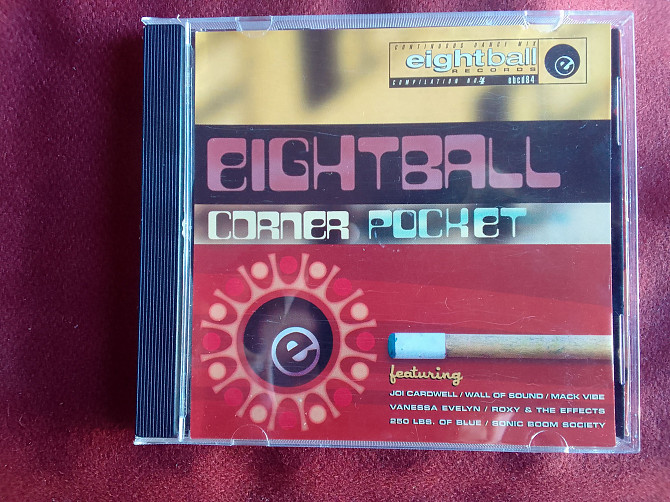 CONTINUOUS DANCE MIX
eightball
RECORDS
COMPILATION NO. 4 ebcd84
e
EIGHTBALL
CORNER POCKET
e
featuring
JOI CARDWELL / WALL OF SOUND / MACK VIBE
VANESSA EVELYN / ROXY & THE EFFECTS
250 LBS. OF BLUE / SONIC BOOM SOCIETY